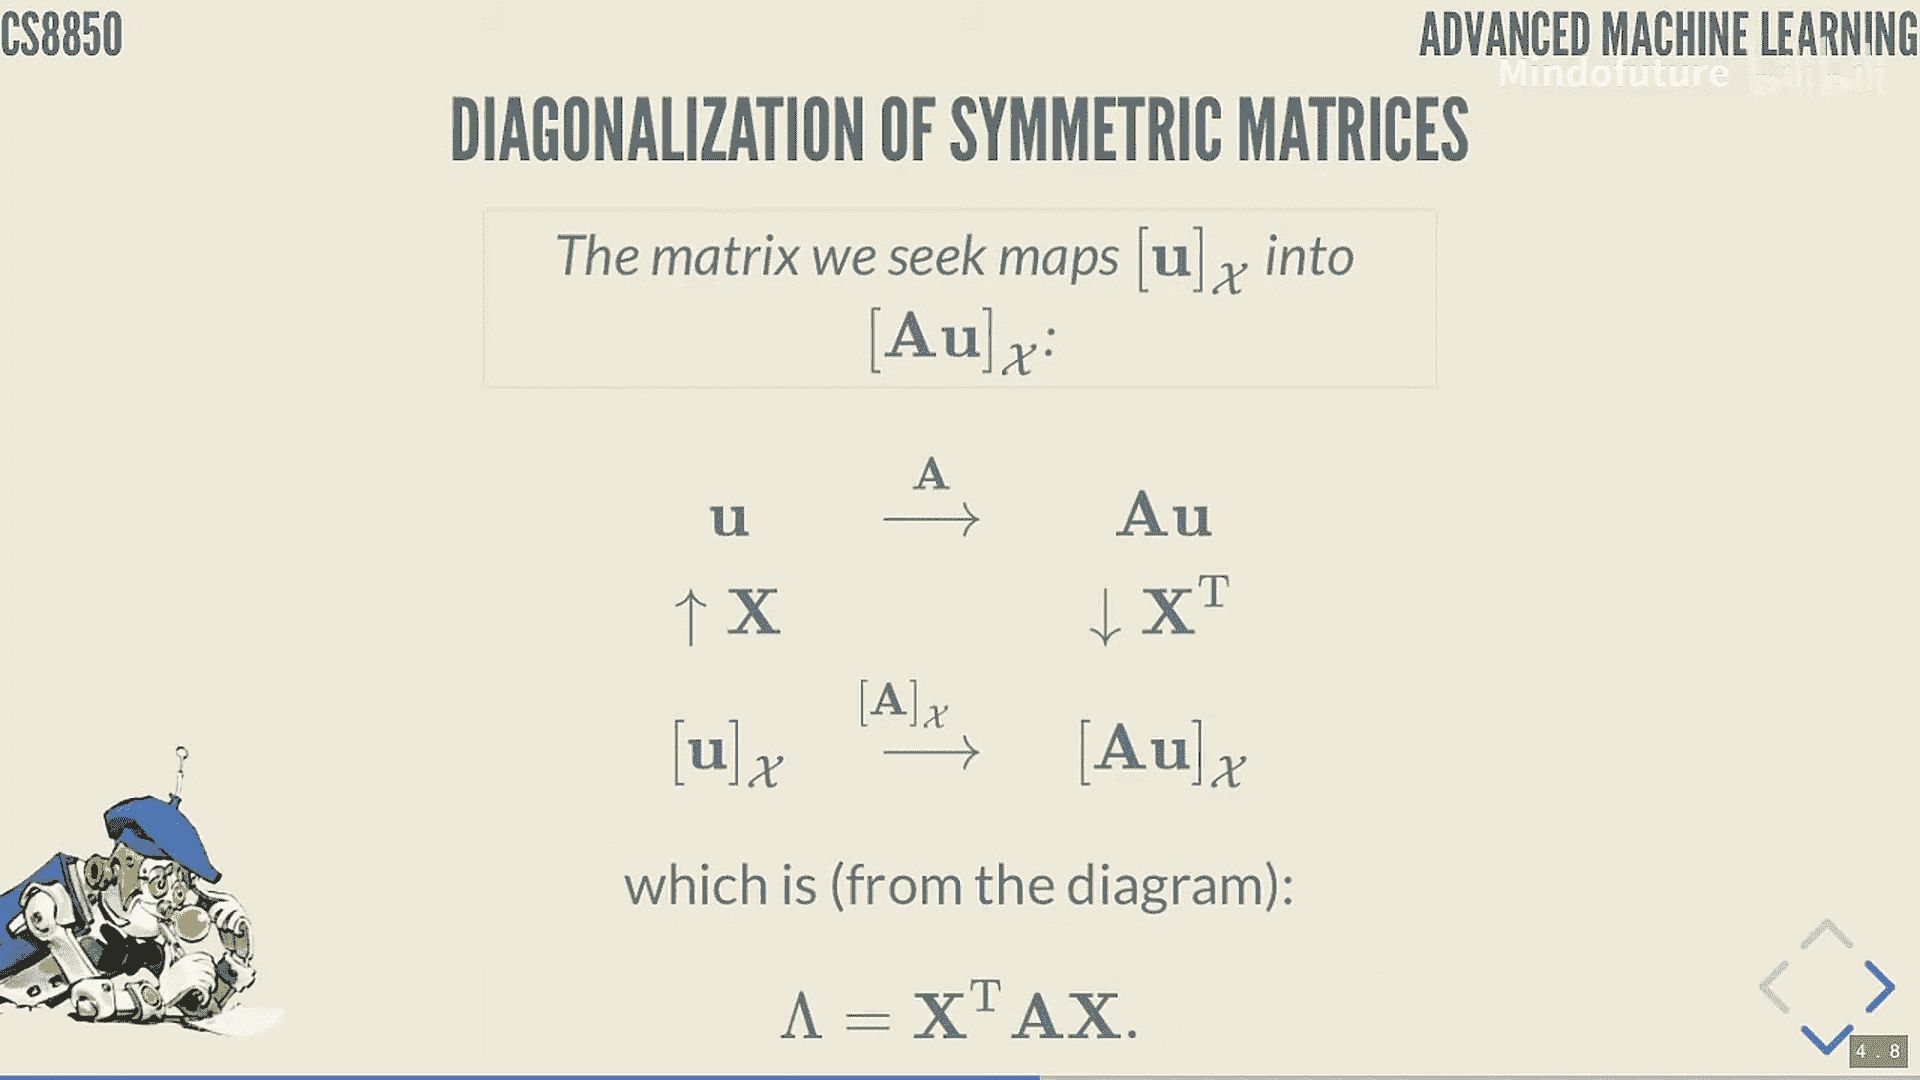 CS8850
ADVANCED MACHINE LEARNING
Mindofuture bilibili
DIAGONALIZATION OF SYMMETRIC MATRICES
The matrix we seek maps [u]𝒳 into
[Au]𝒳:
A
u ⟶ Au
↑ X ↓ Xᵀ
[A]𝒳
[u]𝒳 ⟶ [Au]𝒳
which is (from the diagram):
Λ = XᵀAX.
4.8